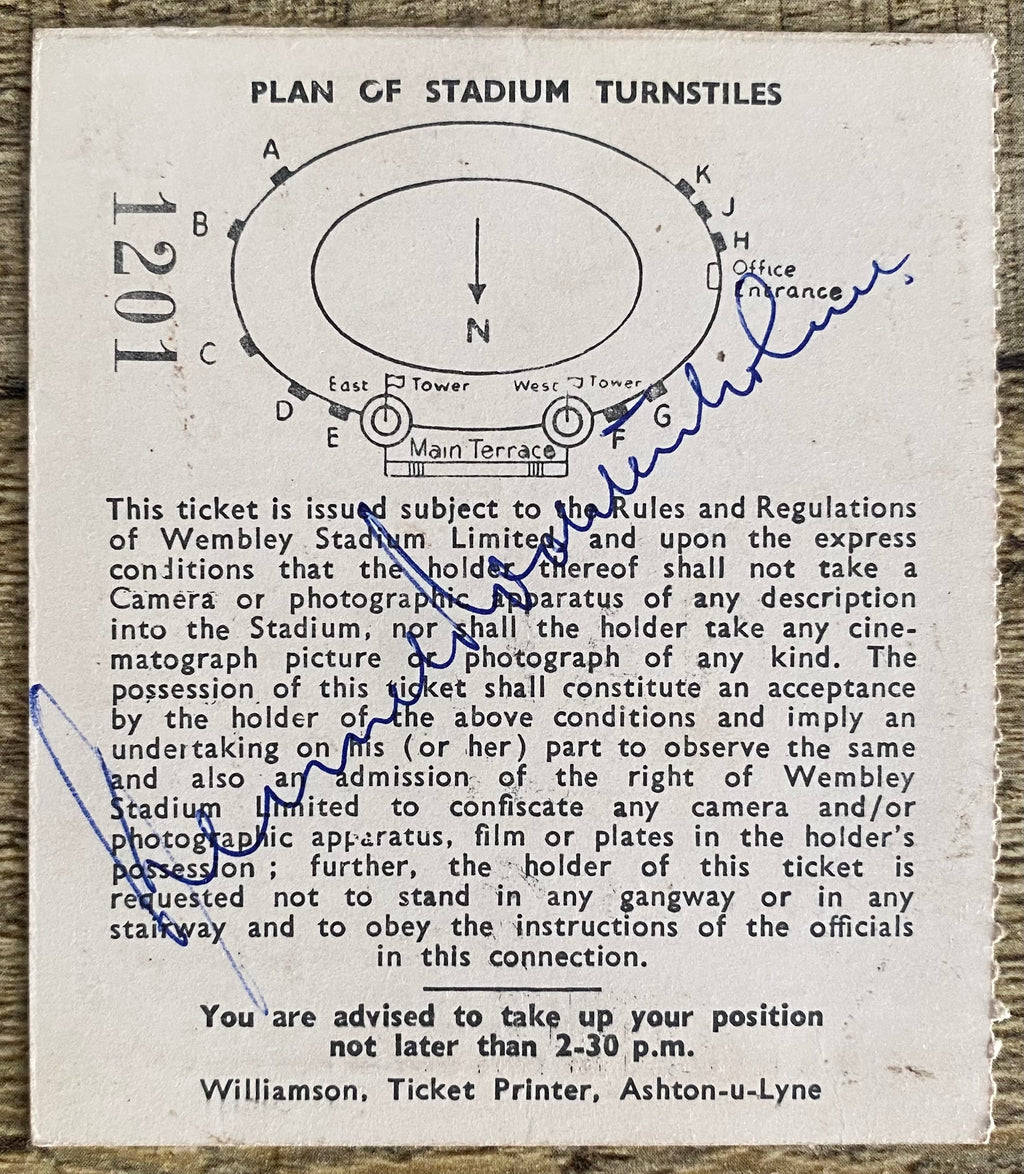 PLAN OF STADIUM TURNSTILES
A
B
C
D
E
K
J
H
Office
Entrance
G
F
N
East Tower
West Tower
Main Terrace
1201
This ticket is issued subject to the Rules and Regulations
of Wembley Stadium Limited, and upon the express
conditions that the holder thereof shall not take a
Camera or photographic apparatus of any description
into the Stadium, nor shall the holder take any cine-
matograph picture or photograph of any kind. The
possession of this ticket shall constitute an acceptance
by the holder of the above conditions and imply an
undertaking on his (or her) part to observe the same
and also an admission of the right of Wembley
Stadium Limited to confiscate any camera and/or
photographic apparatus, film or plates in the holder's
possession ; further, the holder of this ticket is
requested not to stand in any gangway or in any
stairway and to obey the instructions of the officials
in this connection.
You are advised to take up your position
not later than 2-30 p.m.
Williamson, Ticket Printer, Ashton-u-Lyne
Kenneth Wolstenholme.